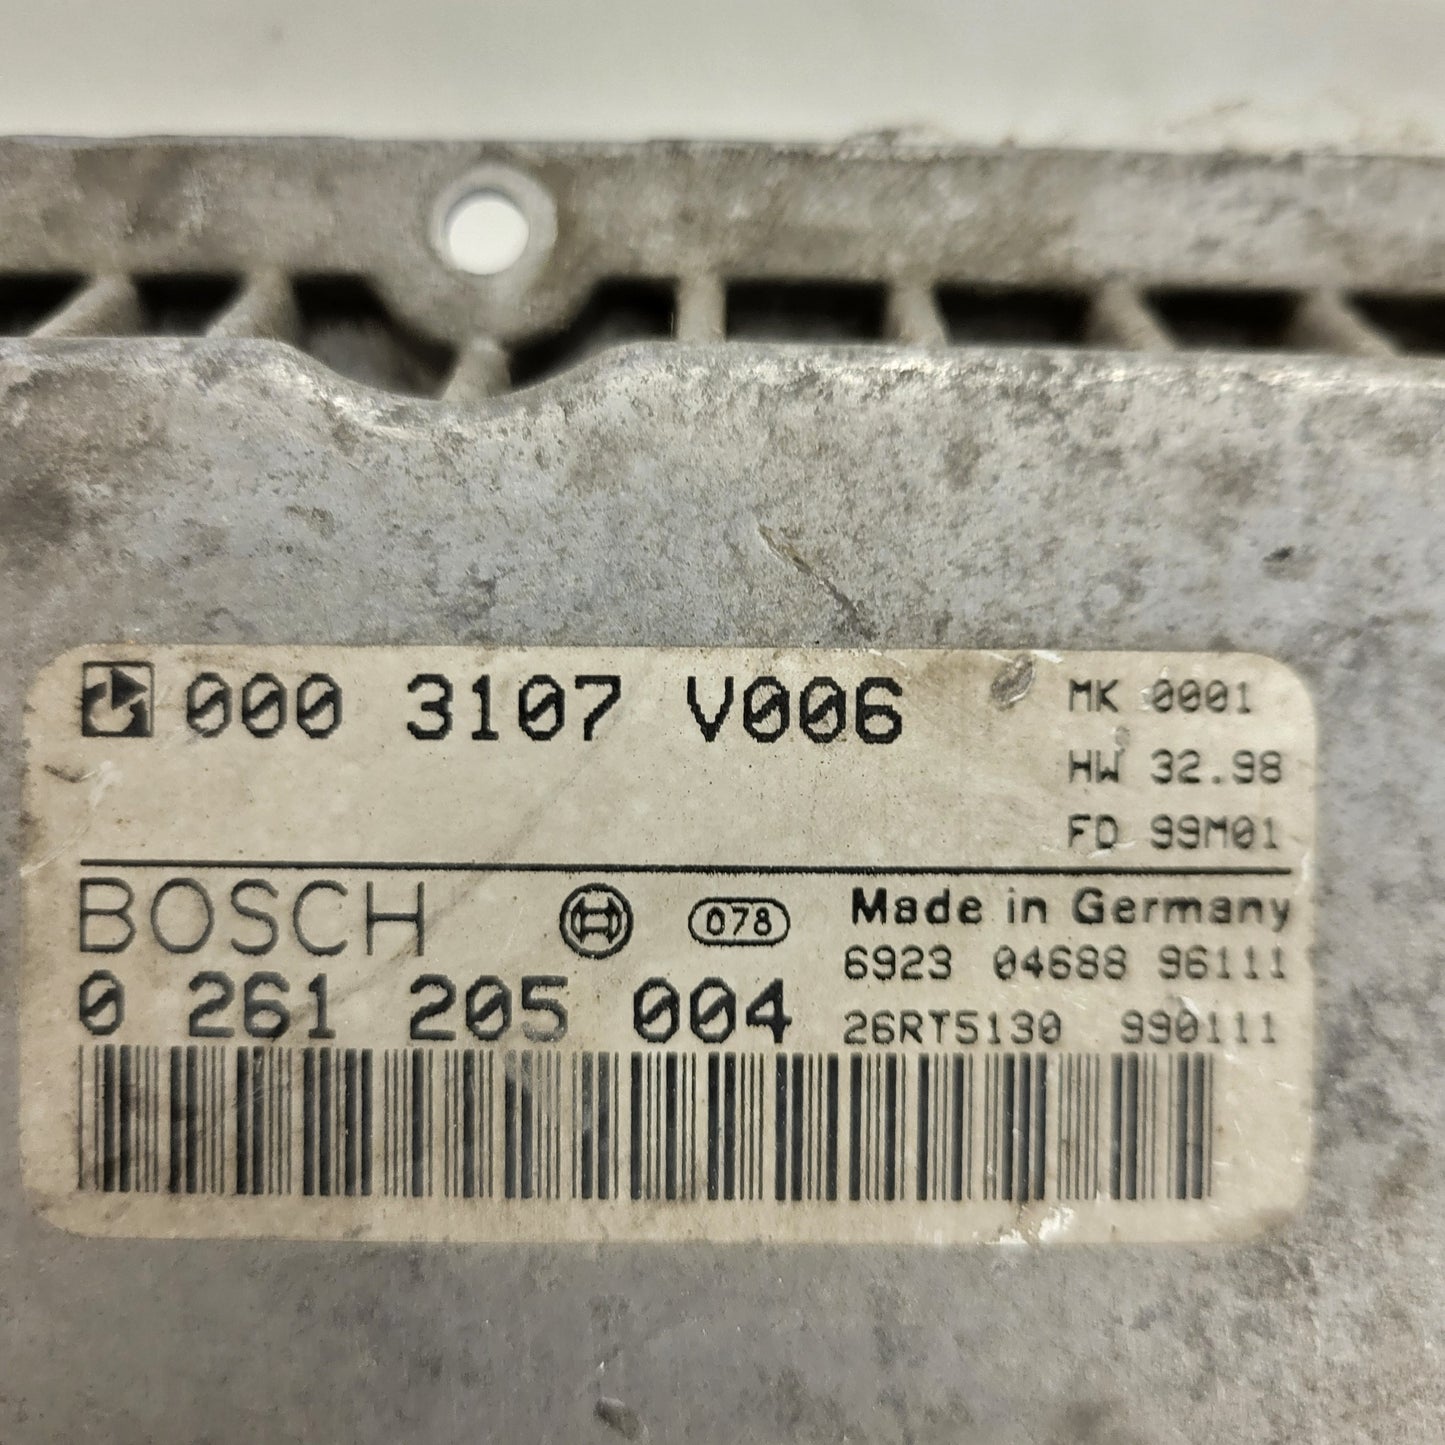 000 3107 V006
MK 0001
HW 32.98
FD 99M01
BOSCH
078
Made in Germany
6923 04688 96111
0 261 205 004
26RT5130 990111